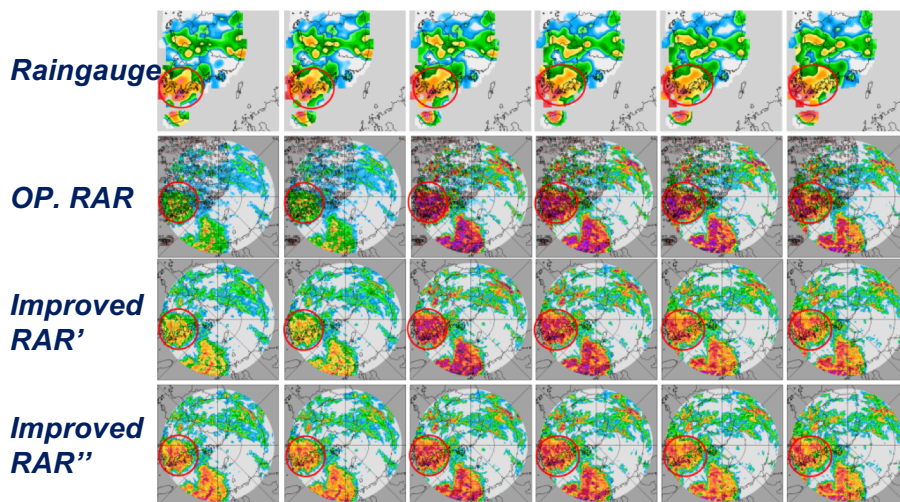 Raingauge
OP. RAR
Improved
RAR’
Improved
RAR’’